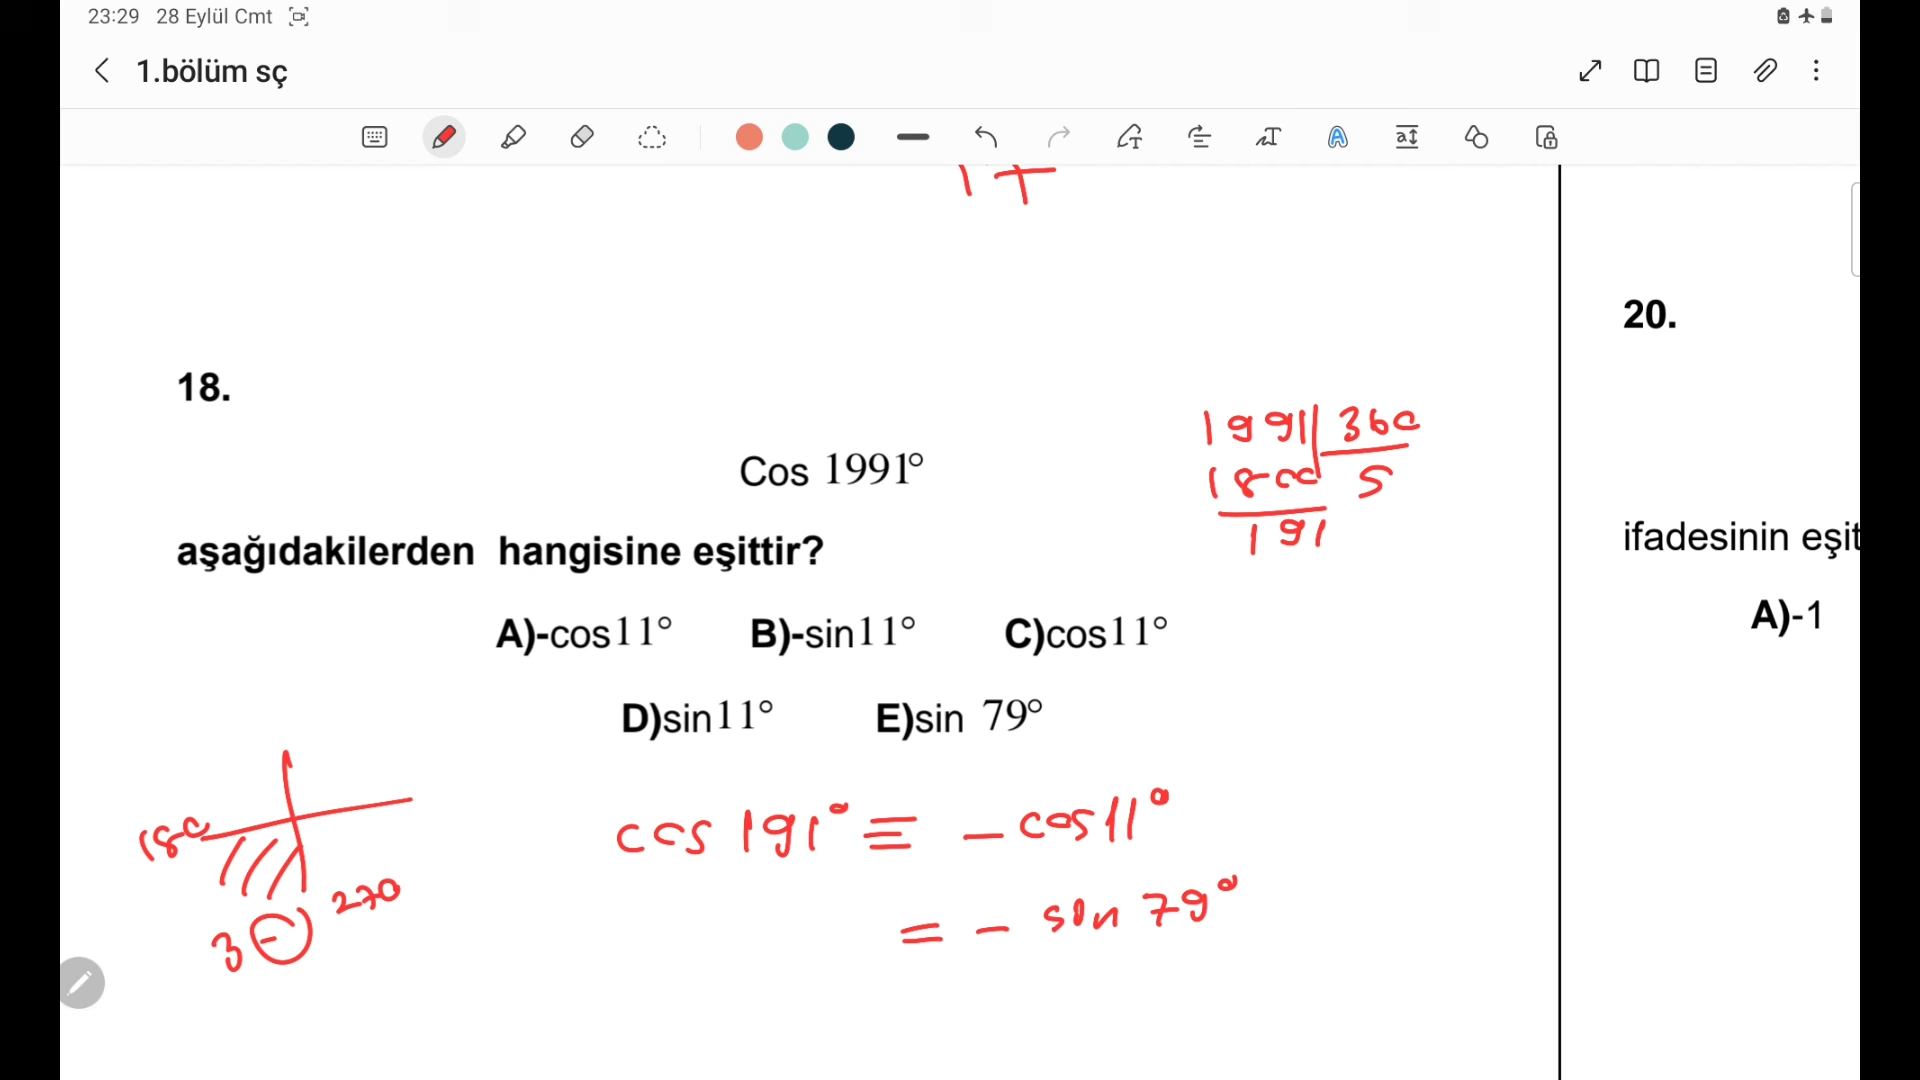 23:29 28 Eylül Cmt
1.bölüm sç
18.
Cos 1991°
aşağıdakilerden hangisine eşittir?
A)-cos11° B)-sin11° C)cos11°
D)sin11° E)sin 79°
1991 360
1800 5
191
180
270
3 -
cos 191° ≡ - cos11°
= - sin 79°
20.
ifadesinin eşit
A)-1